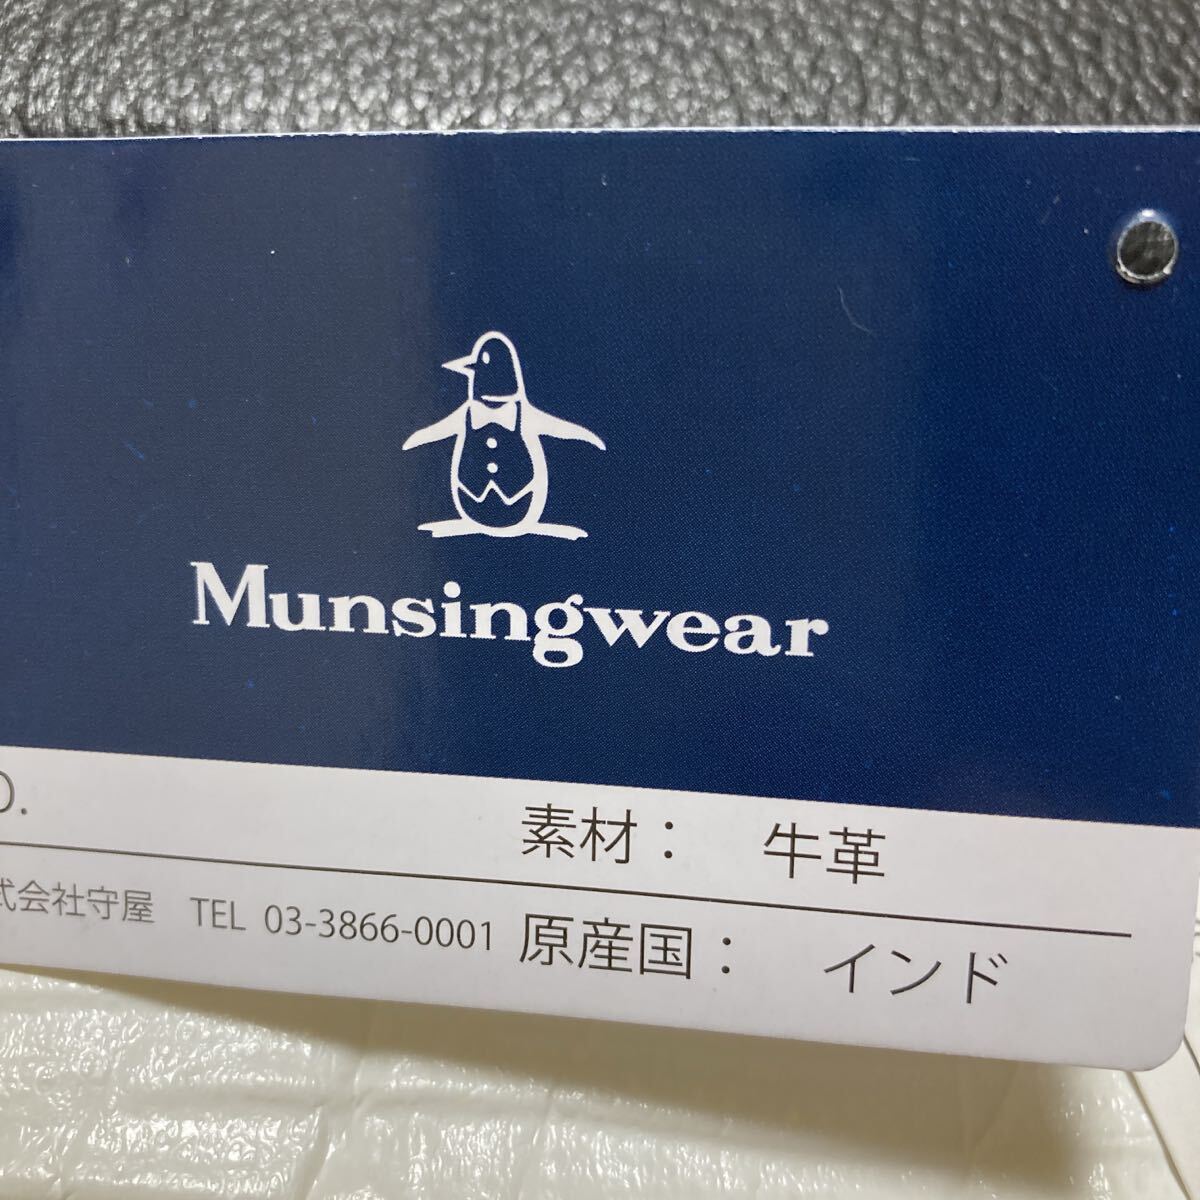 Munsingwear
素材： 牛革
式会社守屋 TEL 03-3866-0001 原産国： インド